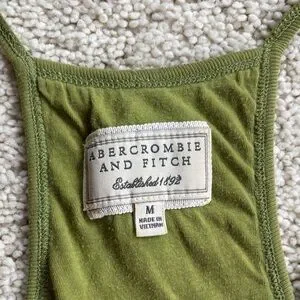 ABERCROMBIE
AND FITCH
Established 1892
M
MADE IN
VIETNAM